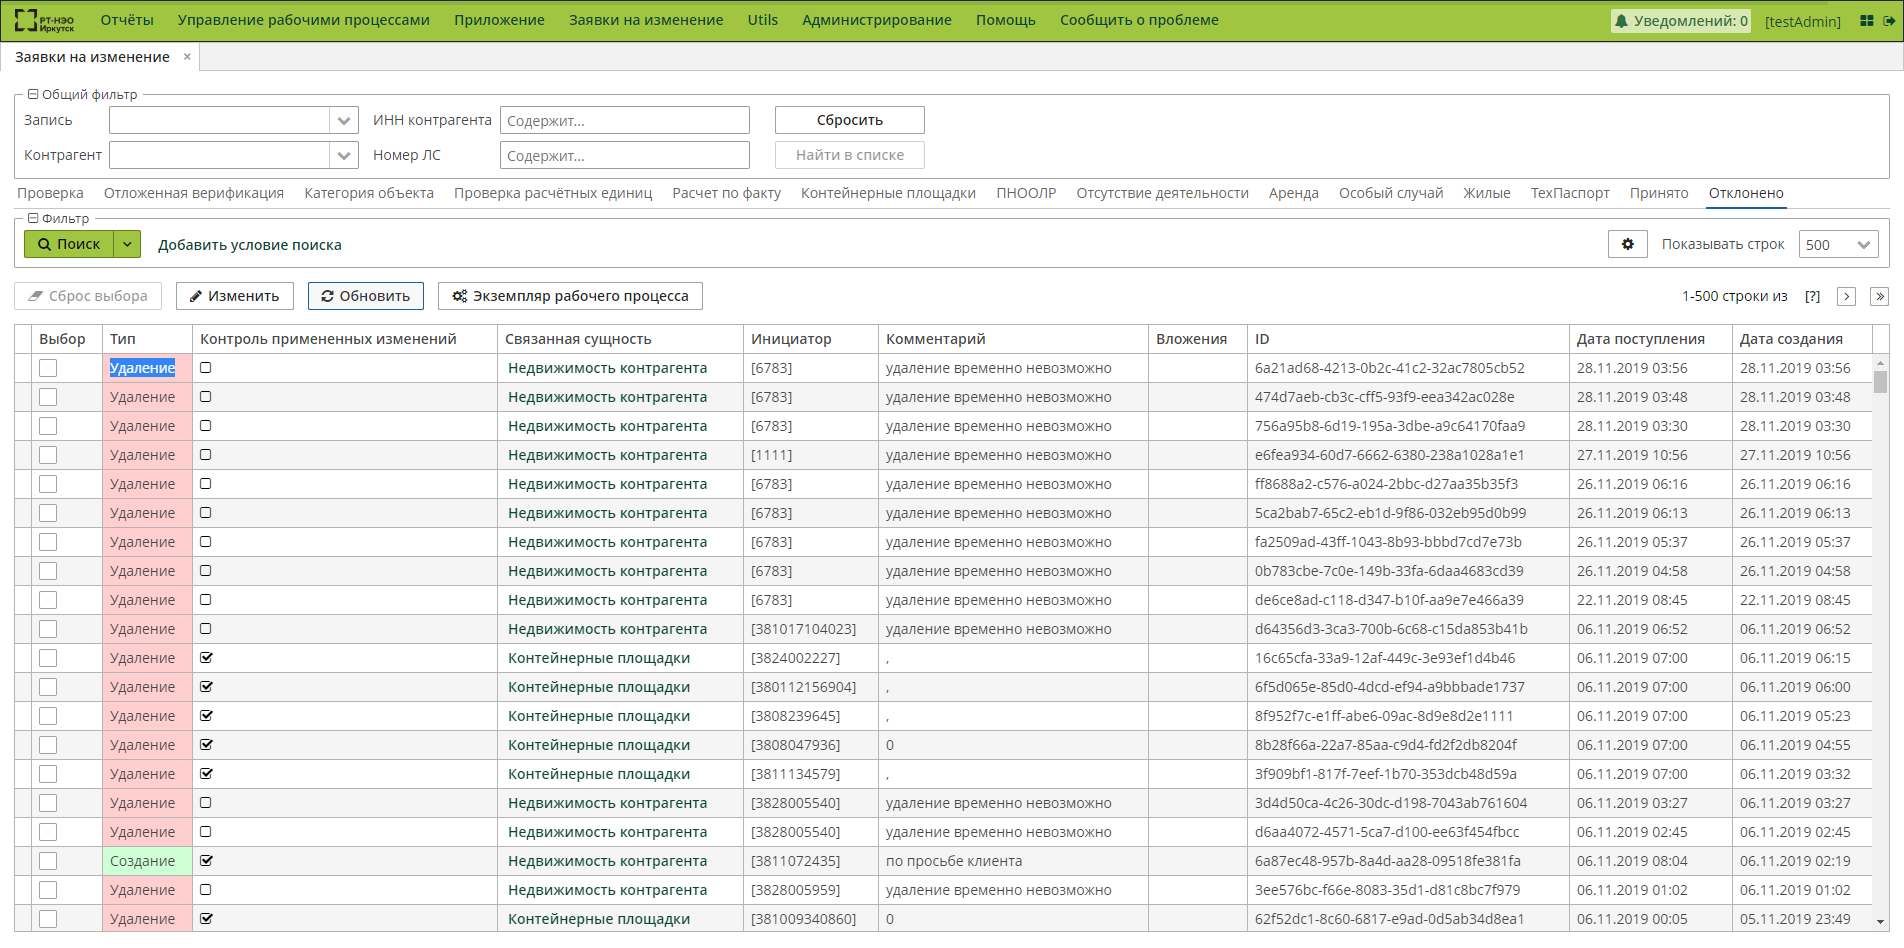 РТ-НЭО Иркутск Отчёты Управление рабочими процессами Приложение Заявки на изменение Utils Администрирование Помощь Сообщить о проблеме Уведомлений: 0 [testAdmin]
Заявки на изменение ×
Общий фильтр
Запись ИНН контрагента Содержит... Сбросить
Контрагент Номер ЛС Содержит... Найти в списке
Проверка Отложенная верификация Категория объекта Проверка расчётных единиц Расчет по факту Контейнерные площадки ПНООЛР Отсутствие деятельности Аренда Особый случай Жилые ТехПаспорт Принято Отклонено
Фильтр
Поиск Добавить условие поиска Показывать строк 500
Сброс выбора Изменить Обновить Экземпляр рабочего процесса 1-500 строки из [?]
Выбор Тип Контроль примененных изменений Связанная сущность Инициатор Комментарий Вложения ID Дата поступления Дата создания
Удаление Недвижимость контрагента [6783] удаление временно невозможно 6a21ad68-4213-0b2c-41c2-32ac7805cb52 28.11.2019 03:56 28.11.2019 03:56
Удаление Недвижимость контрагента [6783] удаление временно невозможно 474d7aeb-cb3c-cff5-93f9-eea342ac028e 28.11.2019 03:48 28.11.2019 03:48
Удаление Недвижимость контрагента [6783] удаление временно невозможно 756a95b8-6d19-195a-3dbe-a9c64170faa9 28.11.2019 03:30 28.11.2019 03:30
Удаление Недвижимость контрагента [1111] удаление временно невозможно e6fea934-60d7-6662-6380-238a1028a1e1 27.11.2019 10:56 27.11.2019 10:56
Удаление Недвижимость контрагента [6783] удаление временно невозможно ff8688a2-c576-a024-2bbc-d27aa35b35f3 26.11.2019 06:16 26.11.2019 06:16
Удаление Недвижимость контрагента [6783] удаление временно невозможно 5ca2bab7-65c2-eb1d-9f86-032eb95d0b99 26.11.2019 06:13 26.11.2019 06:13
Удаление Недвижимость контрагента [6783] удаление временно невозможно fa2509ad-43ff-1043-8b93-bbbd7cd7e73b 26.11.2019 05:37 26.11.2019 05:37
Удаление Недвижимость контрагента [6783] удаление временно невозможно 0b783cbe-7c0e-149b-33fa-6daa4683cd39 26.11.2019 04:58 26.11.2019 04:58
Удаление Недвижимость контрагента [6783] удаление временно невозможно de6ce8ad-c118-d347-b10f-aa9e7e466a39 22.11.2019 08:45 22.11.2019 08:45
Удаление Недвижимость контрагента [381017104023] удаление временно невозможно d64356d3-3ca3-700b-6c68-c15da853b41b 06.11.2019 06:52 06.11.2019 06:52
Удаление Контейнерные площадки [3824002227] , 16c65cfa-33a9-12af-449c-3e93ef1d4b46 06.11.2019 07:00 06.11.2019 06:15
Удаление Контейнерные площадки [380112156904] , 6f5d065e-85d0-4dcd-ef94-a9bbbade1737 06.11.2019 07:00 06.11.2019 06:00
Удаление Контейнерные площадки [3808239645] , 8f952f7c-e1ff-abe6-09ac-8d9e8d2e1111 06.11.2019 07:00 06.11.2019 05:23
Удаление Контейнерные площадки [3808047936] 0 8b28f66a-22a7-85aa-c9d4-fd2f2db8204f 06.11.2019 07:00 06.11.2019 04:55
Удаление Контейнерные площадки [3811134579] , 3f909bf1-817f-7eef-1b70-353dcb48d59a 06.11.2019 07:00 06.11.2019 03:32
Удаление Недвижимость контрагента [3828005540] удаление временно невозможно 3d4d50ca-4c26-30dc-d198-7043ab761604 06.11.2019 03:27 06.11.2019 03:27
Удаление Недвижимость контрагента [3828005540] удаление временно невозможно d6aa4072-4571-5ca7-d100-ee63f454fbcc 06.11.2019 02:45 06.11.2019 02:45
Создание Недвижимость контрагента [3811072435] по просьбе клиента 6a87ec48-957b-8a4d-aa28-09518fe381fa 06.11.2019 08:04 06.11.2019 02:19
Удаление Недвижимость контрагента [3828005959] удаление временно невозможно 3ee576bc-f66e-8083-35d1-d81c8bc7f979 06.11.2019 01:02 06.11.2019 01:02
Удаление Контейнерные площадки [381009340860] 0 62f52dc1-8c60-6817-e9ad-0d5ab34d8ea1 06.11.2019 00:05 05.11.2019 23:49